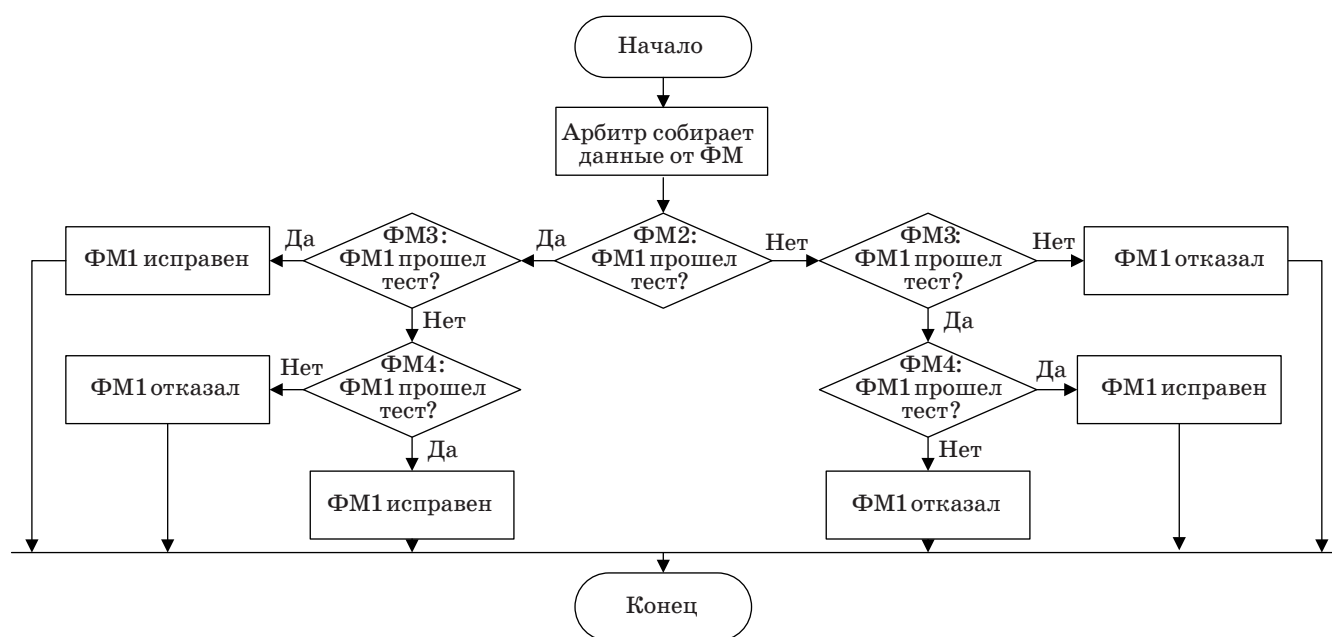 Начало
Арбитр собирает
данные от ФМ
ФМ2:
ФМ1 прошел
тест?
Да
Нет
ФМ3:
ФМ1 прошел
тест?
Да
ФМ1 исправен
Нет
ФМ4:
ФМ1 прошел
тест?
Нет
ФМ1 отказал
Да
ФМ1 исправен
ФМ3:
ФМ1 прошел
тест?
Нет
ФМ1 отказал
Да
ФМ4:
ФМ1 прошел
тест?
Да
ФМ1 исправен
Нет
ФМ1 отказал
Конец